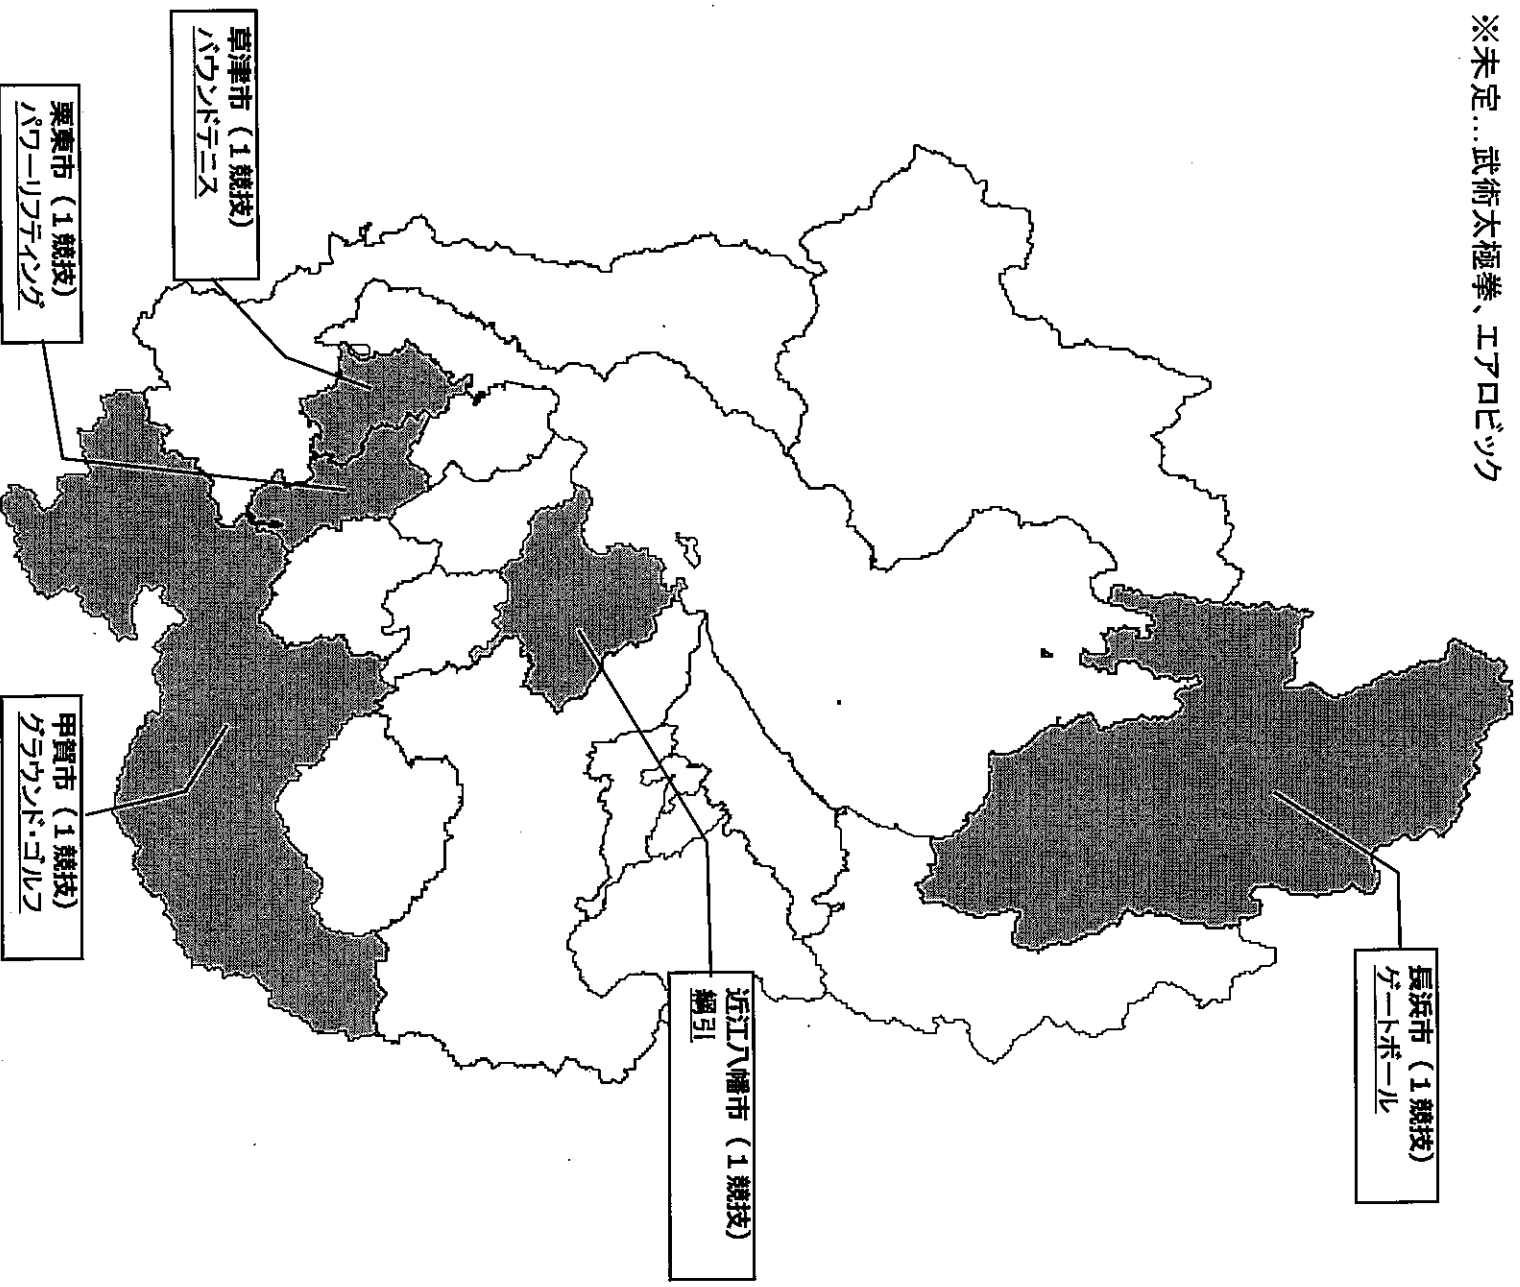 ※未定…武術太極拳、エアロビック
長浜市（1競技）
ゲートボール
近江八幡市（1競技）
綱引
草津市（1競技）
バウンドテニス
栗東市（1競技）
パワーリフティング
甲賀市（1競技）
グラウンド・ゴルフ